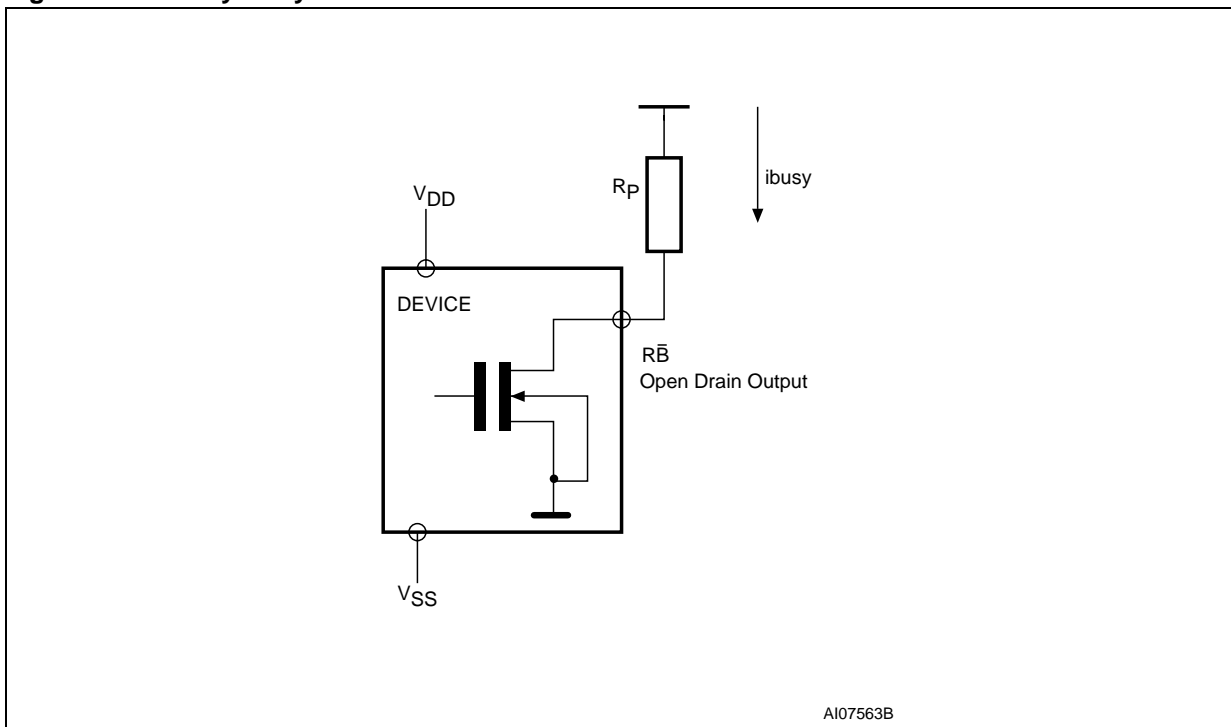 RP
ibusy
VDD
DEVICE
RB̄
Open Drain Output
VSS
AI07563B